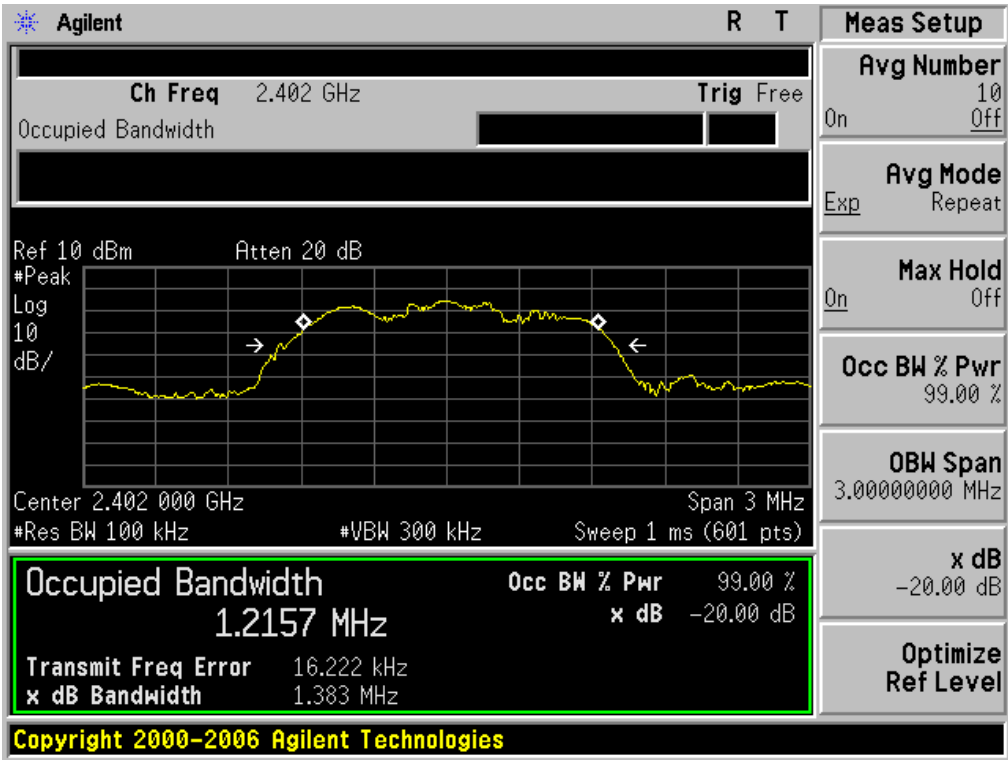 Agilent R T
Ch Freq 2.402 GHz Trig Free
Occupied Bandwidth
Ref 10 dBm Atten 20 dB
#Peak
Log
10
dB/
Center 2.402 000 GHz Span 3 MHz
#Res BW 100 kHz #VBW 300 kHz Sweep 1 ms (601 pts)
Occupied Bandwidth Occ BW % Pwr 99.00 %
1.2157 MHz x dB -20.00 dB
Transmit Freq Error 16.222 kHz
x dB Bandwidth 1.383 MHz
Copyright 2000-2006 Agilent Technologies
Meas Setup
Avg Number
10
On Off
Avg Mode
Exp Repeat
Max Hold
On Off
Occ BW % Pwr
99.00 %
OBW Span
3.00000000 MHz
x dB
-20.00 dB
Optimize
Ref Level